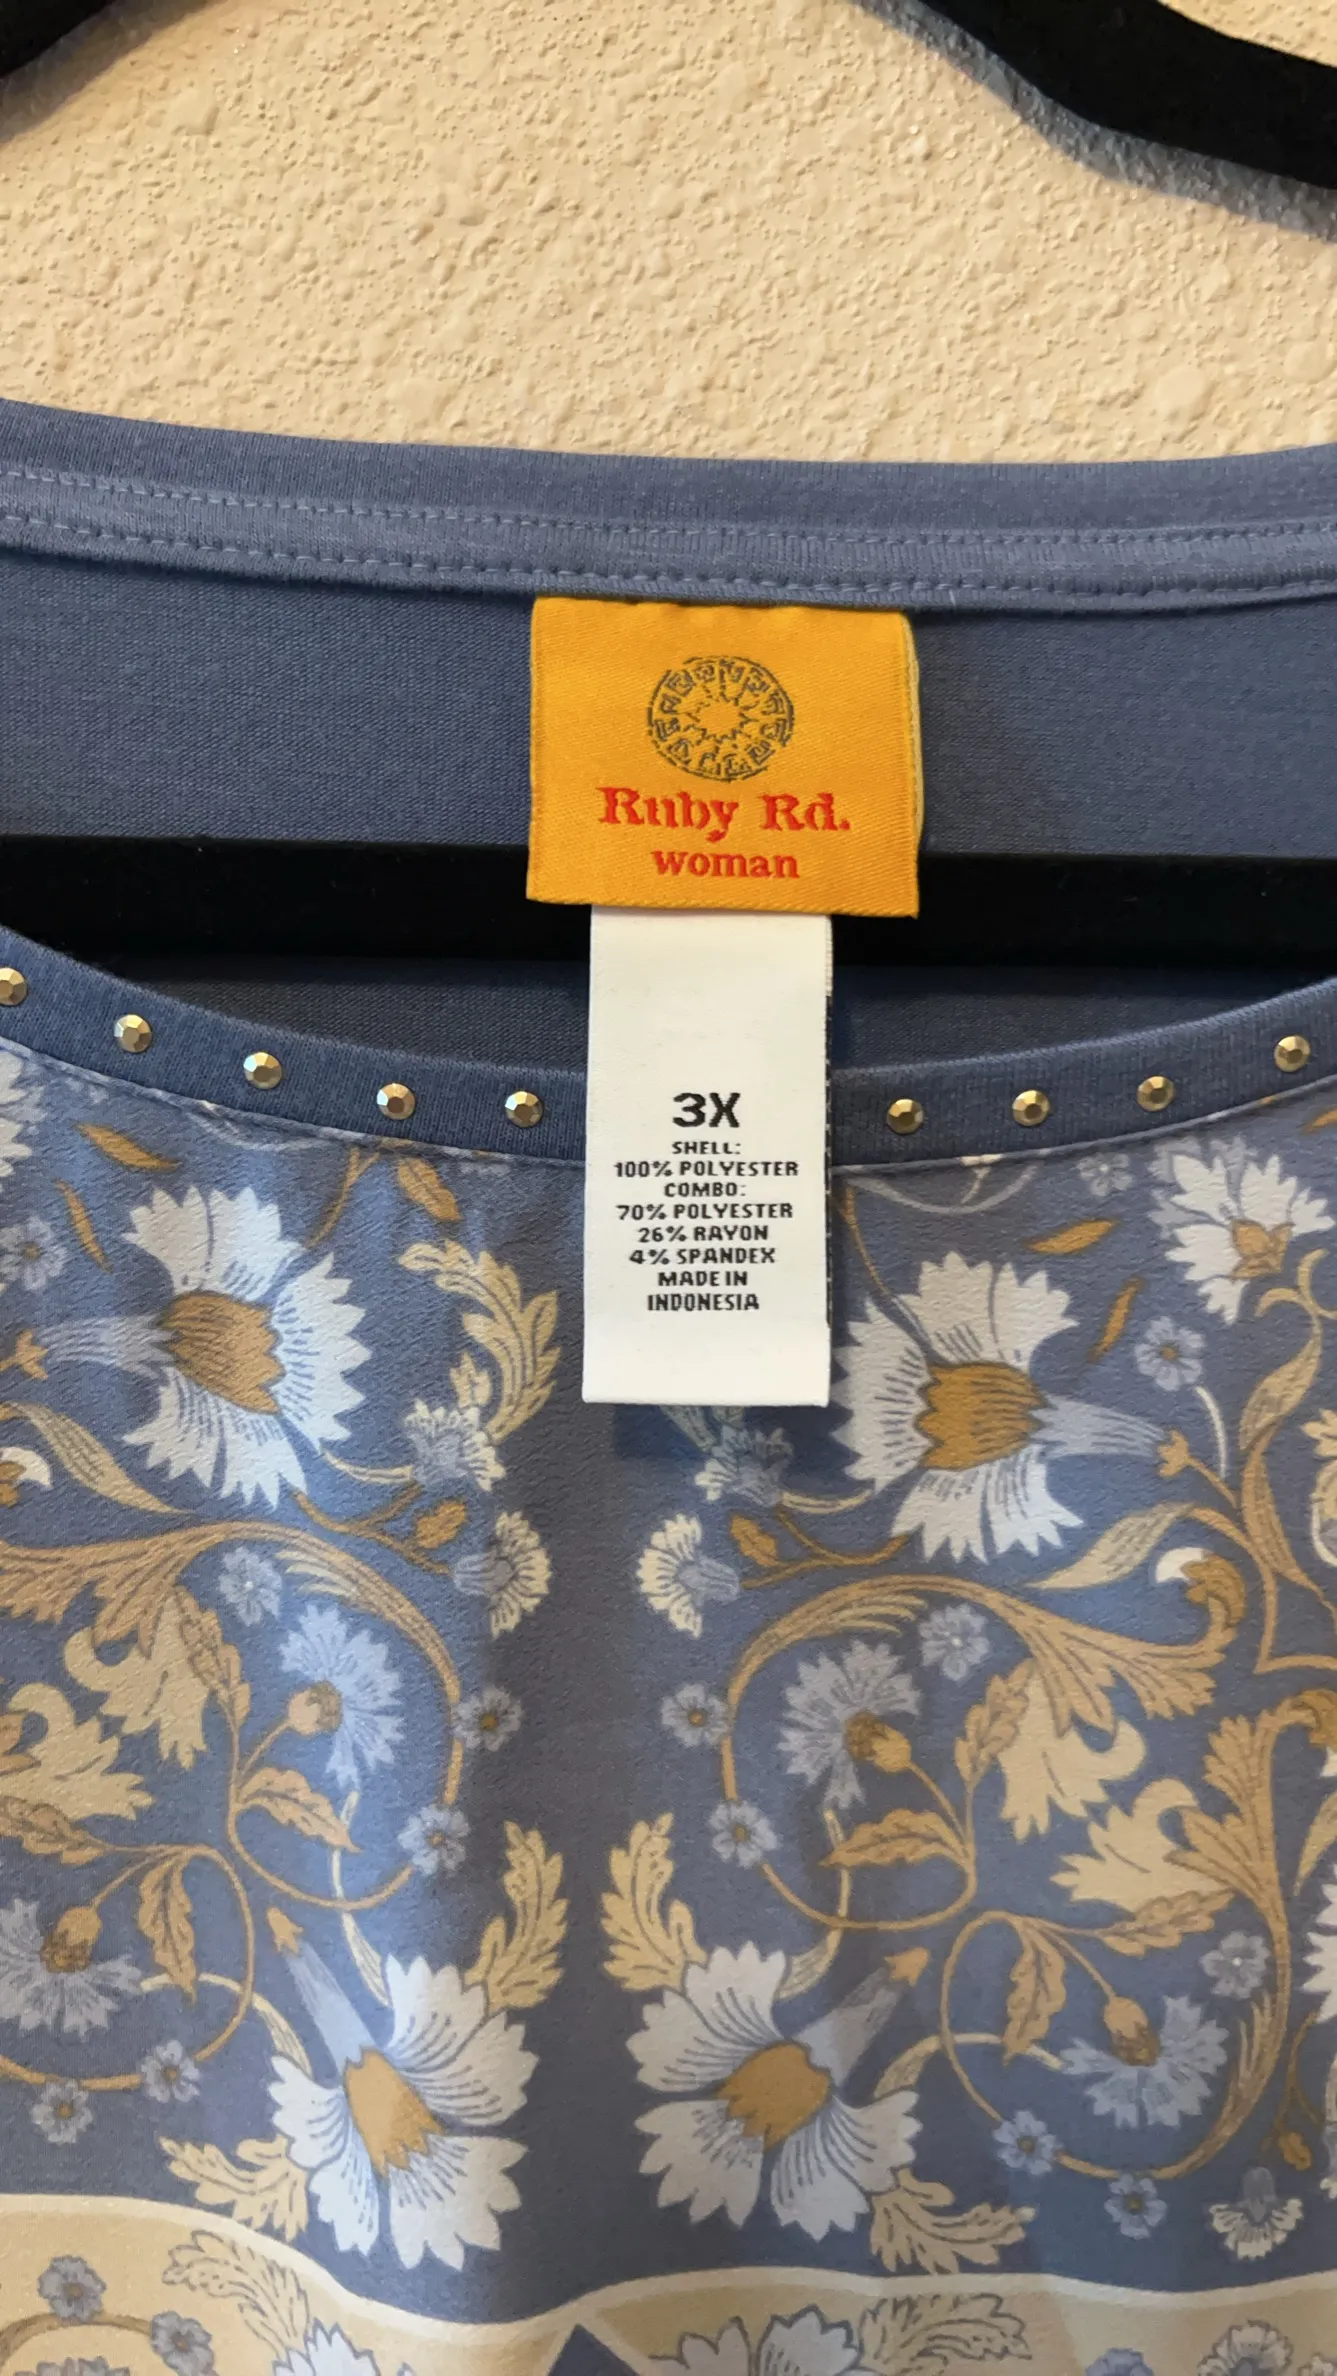 Ruby Rd.
woman
3X
SHELL:
100% POLYESTER
COMBO:
70% POLYESTER
26% RAYON
4% SPANDEX
MADE IN
INDONESIA